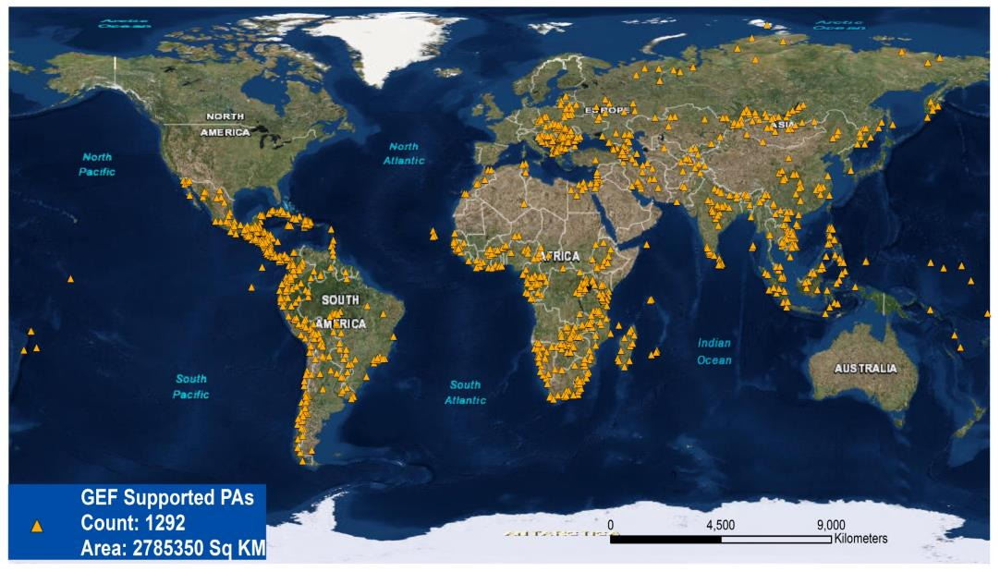 Arctic
Ocean
Arctic
Ocean
NORTH
AMERICA
EUROPE
ASIA
North
Pacific
North
Atlantic
AFRICA
SOUTH
AMERICA
Indian
Ocean
AUSTRALIA
South
Pacific
South
Atlantic
GEF Supported PAs
Count: 1292
Area: 2785350 Sq KM
ANTARCTICA
0 4,500 9,000
Kilometers